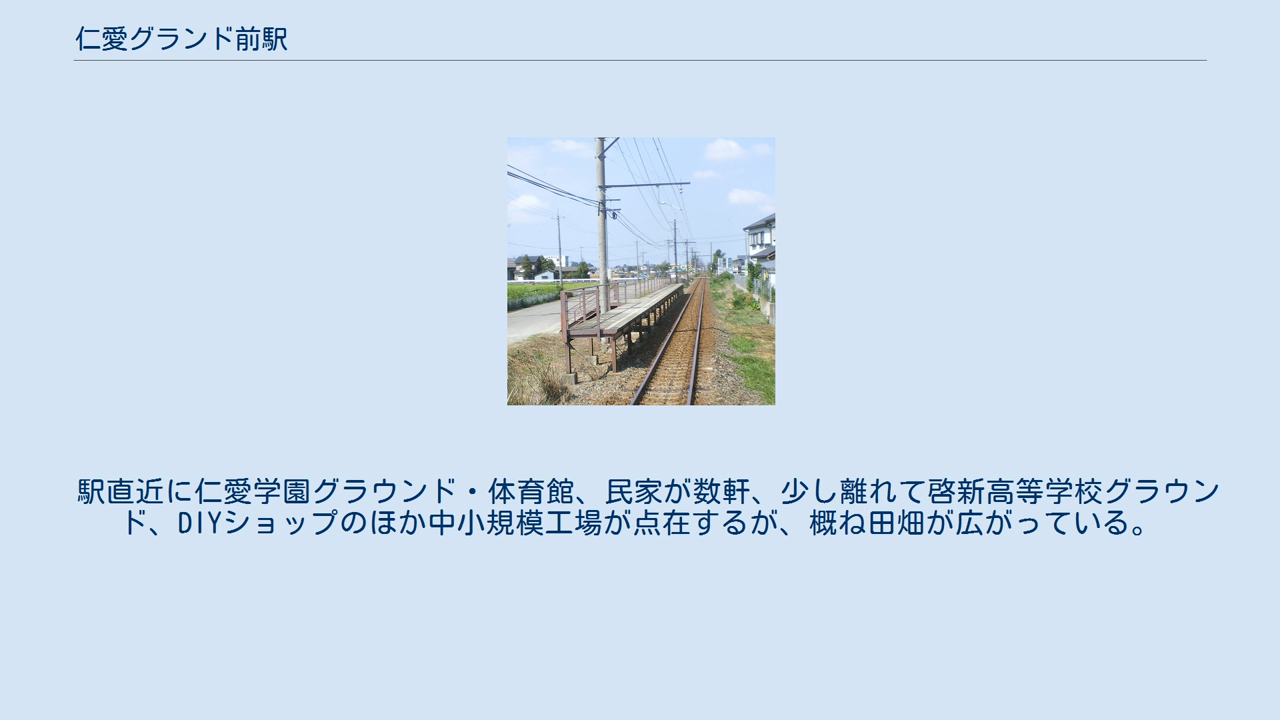 仁愛グランド前駅
駅直近に仁愛学園グラウンド・体育館、民家が数軒、少し離れて啓新高等学校グラウン
ド、DIYショップのほか中小規模工場が点在するが、概ね田畑が広がっている。